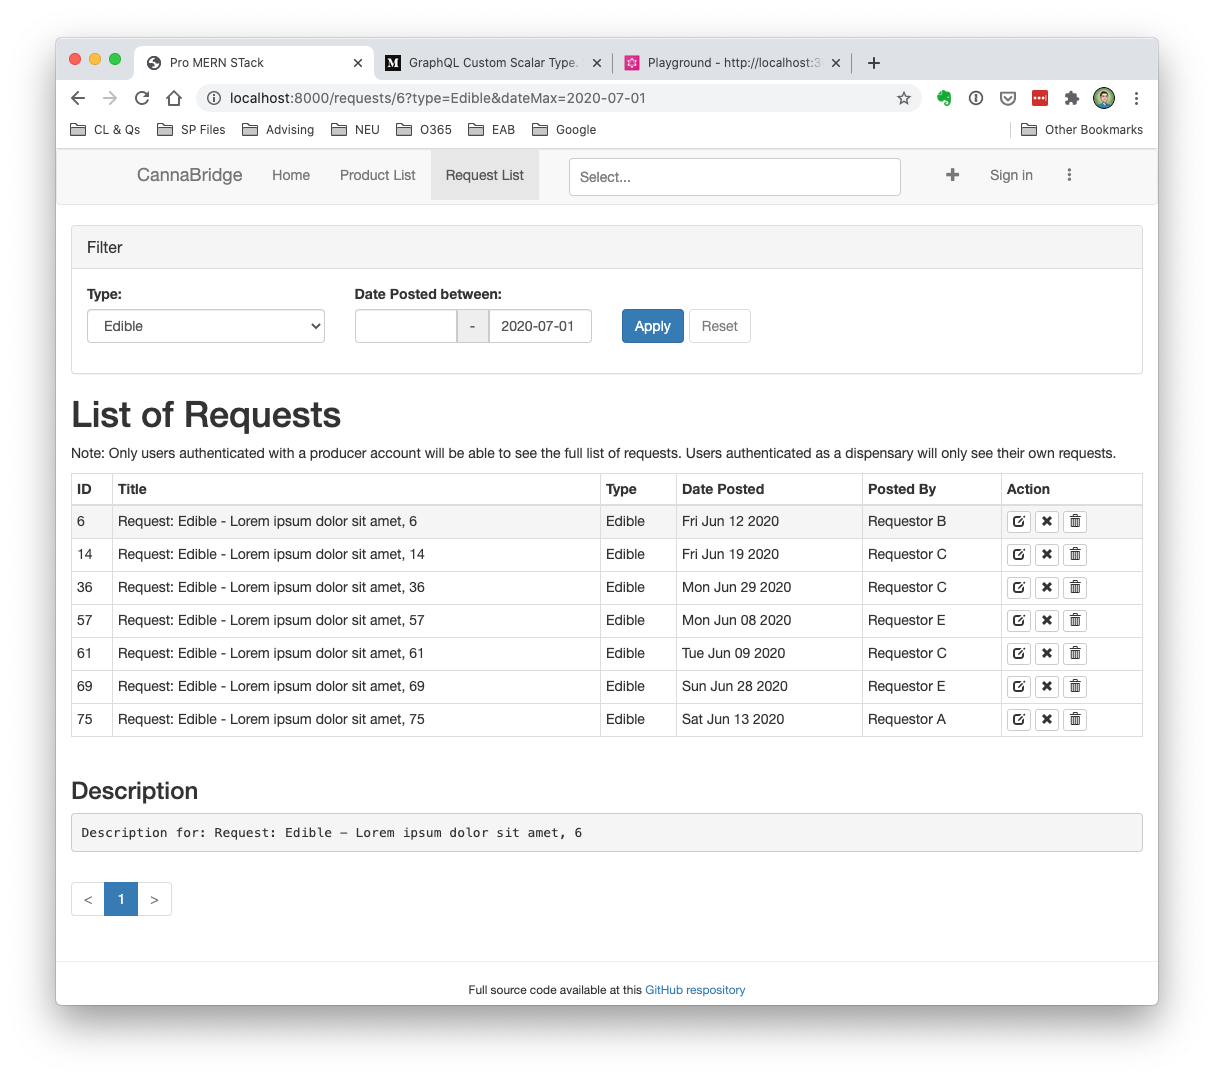 Pro MERN STack
GraphQL Custom Scalar Type.
Playground - http://localhost:3
localhost:8000/requests/6?type=Edible&dateMax=2020-07-01
CL & Qs SP Files Advising NEU O365 EAB Google Other Bookmarks
CannaBridge Home Product List Request List Select... Sign in
Filter
Type: Date Posted between:
Edible - 2020-07-01 Apply Reset
List of Requests
Note: Only users authenticated with a producer account will be able to see the full list of requests. Users authenticated as a dispensary will only see their own requests.
ID Title Type Date Posted Posted By Action
6 Request: Edible - Lorem ipsum dolor sit amet, 6 Edible Fri Jun 12 2020 Requestor B
14 Request: Edible - Lorem ipsum dolor sit amet, 14 Edible Fri Jun 19 2020 Requestor C
36 Request: Edible - Lorem ipsum dolor sit amet, 36 Edible Mon Jun 29 2020 Requestor C
57 Request: Edible - Lorem ipsum dolor sit amet, 57 Edible Mon Jun 08 2020 Requestor E
61 Request: Edible - Lorem ipsum dolor sit amet, 61 Edible Tue Jun 09 2020 Requestor C
69 Request: Edible - Lorem ipsum dolor sit amet, 69 Edible Sun Jun 28 2020 Requestor E
75 Request: Edible - Lorem ipsum dolor sit amet, 75 Edible Sat Jun 13 2020 Requestor A
Description
Description for: Request: Edible – Lorem ipsum dolor sit amet, 6
< 1 >
Full source code available at this GitHub respository